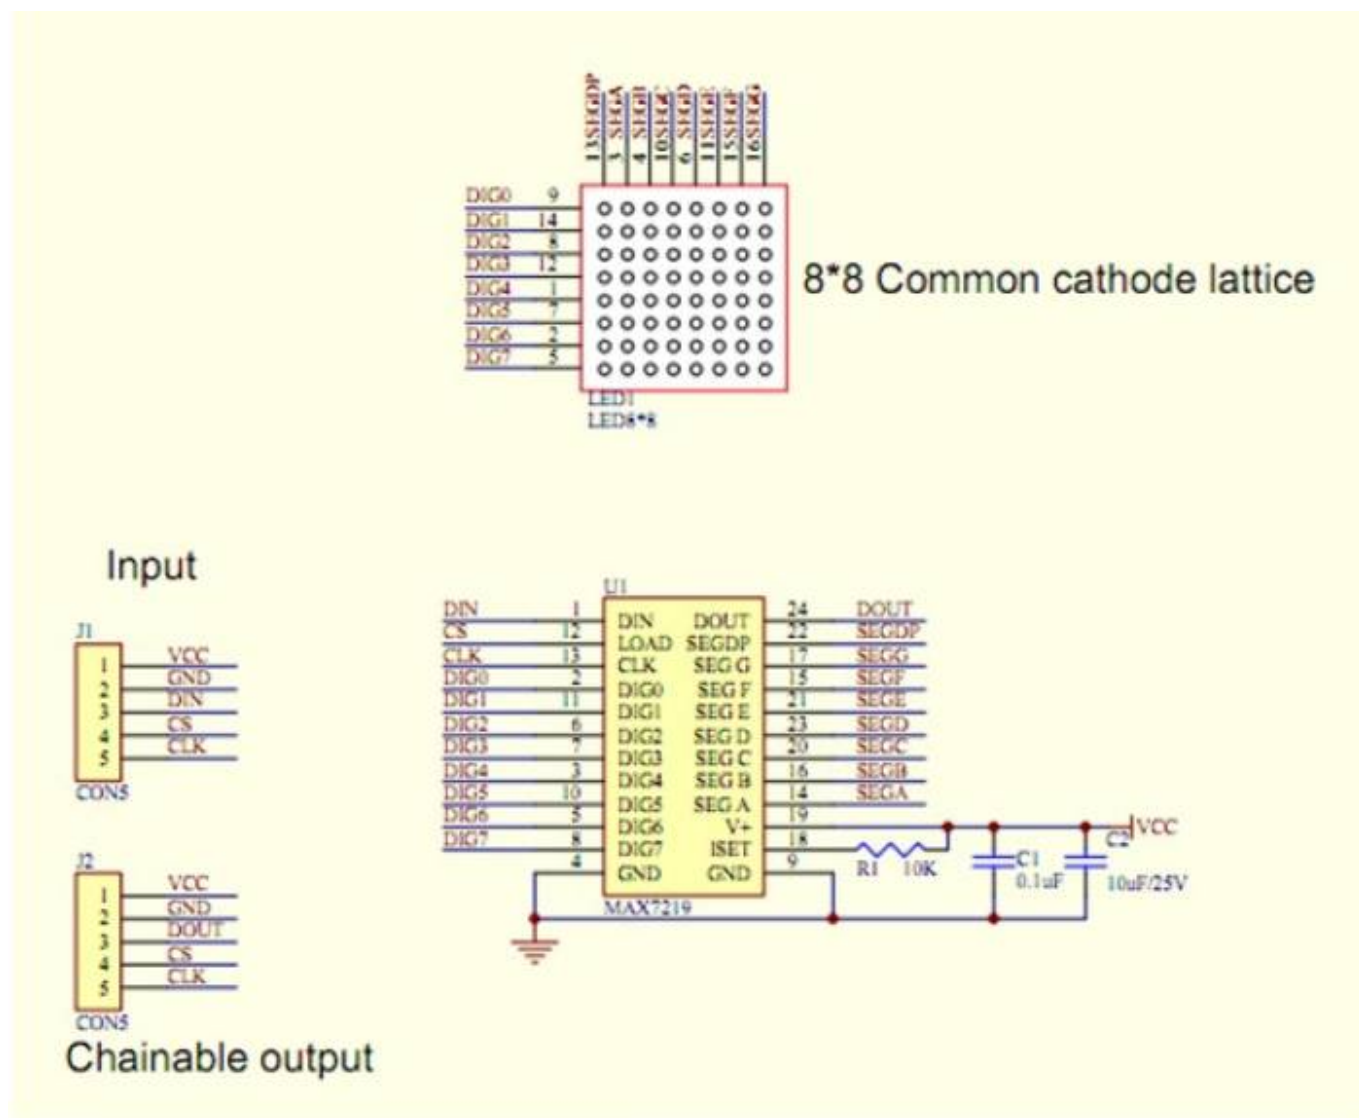 13SEGDP
3 SEGA
4 SEGB
10SEGC
6 SEGD
11SEGE
15SEGF
16SEGG
DIG0 9
DIG1 14
DIG2 8
DIG3 12
DIG4 1
DIG5 7
DIG6 2
DIG7 5
8*8 Common cathode lattice
LED1
LED8*8
Input
J1
1 VCC
2 GND
3 DIN
4 CS
5 CLK
CON5
J2
1 VCC
2 GND
3 DOUT
4 CS
5 CLK
CON5
Chainable output
U1
DIN 1 DIN DOUT 24 DOUT
CS 12 LOAD SEGDP 22 SEGDP
CLK 13 CLK SEG G 17 SEGG
DIG0 2 DIG0 SEG F 15 SEGF
DIG1 11 DIG1 SEG E 21 SEGE
DIG2 6 DIG2 SEG D 23 SEGD
DIG3 7 DIG3 SEG C 20 SEGC
DIG4 3 DIG4 SEG B 16 SEGB
DIG5 10 DIG5 SEG A 14 SEGA
DIG6 5 DIG6 V+ 19 VCC
DIG7 8 DIG7 ISET 18 R1 10K
4 GND GND 9
MAX7219
C1
0.1uF
C2
10uF/25V